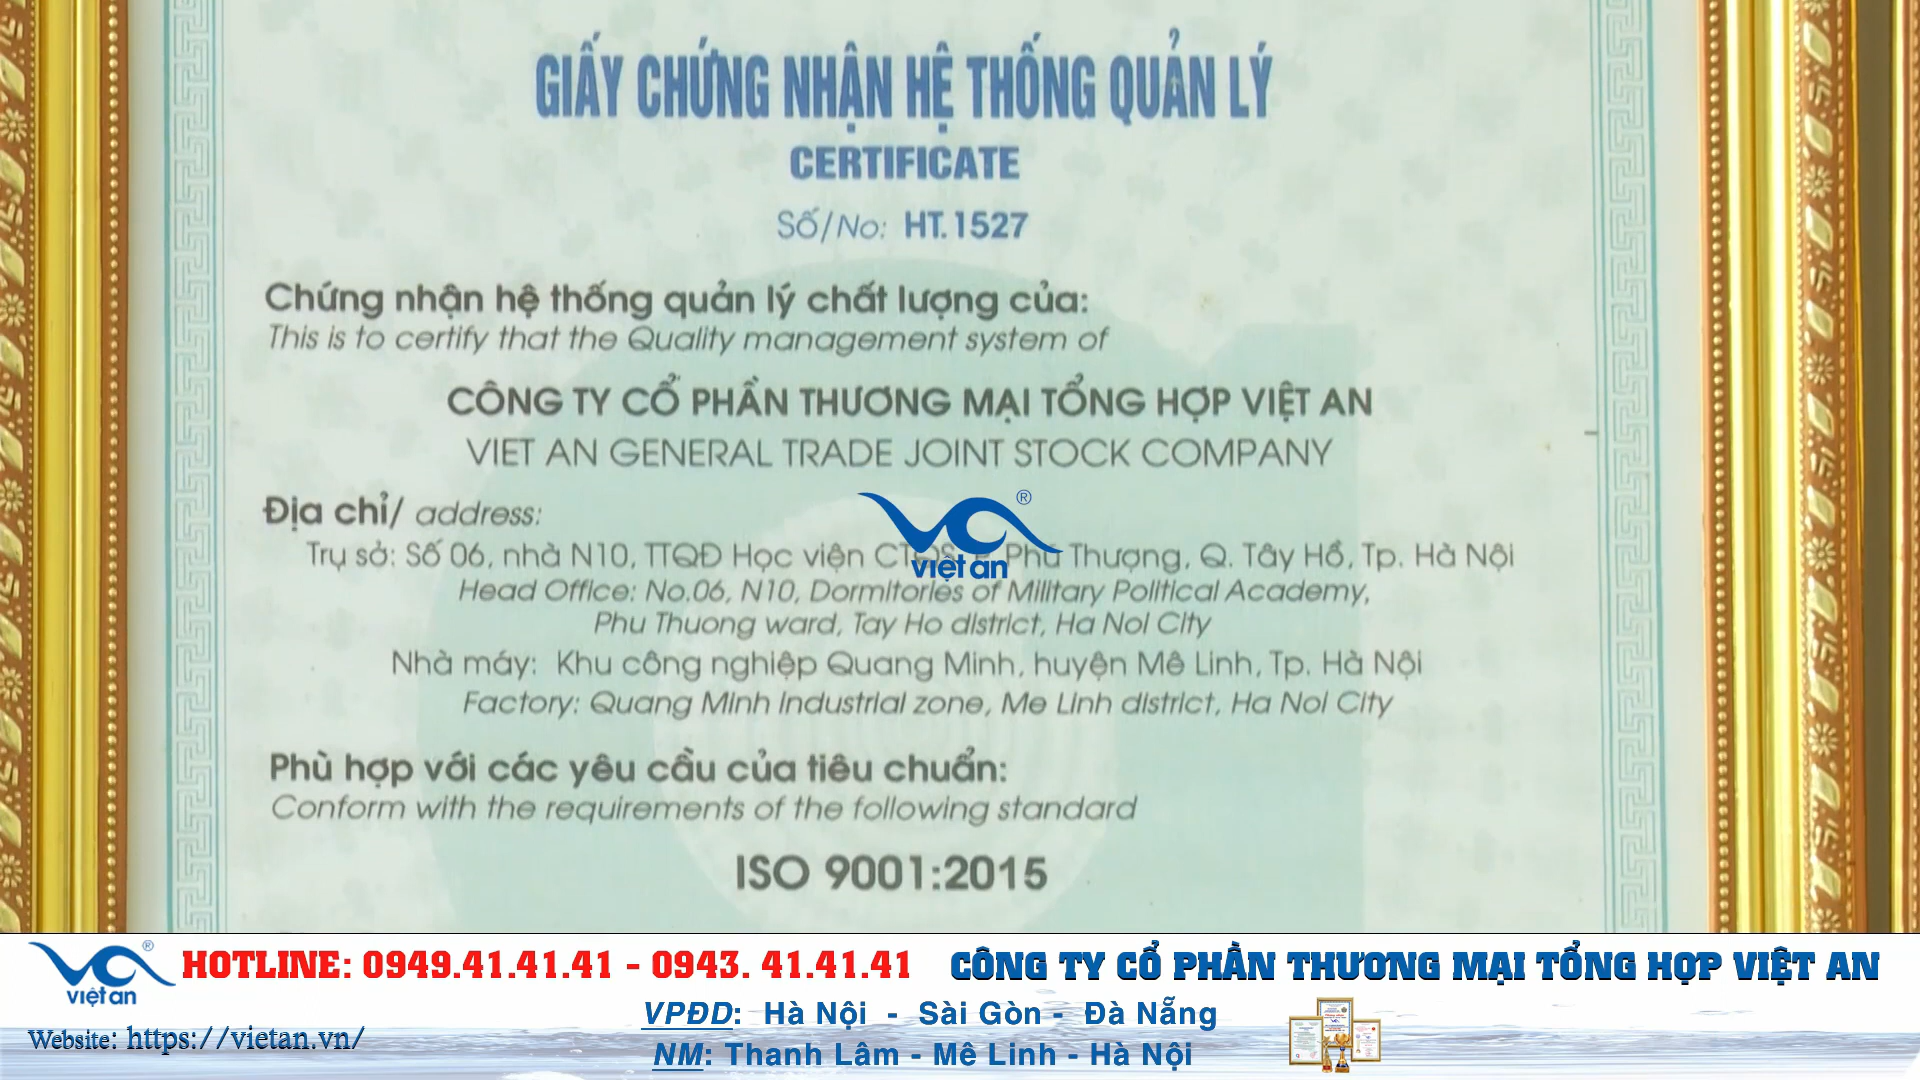 GIẤY CHỨNG NHẬN HỆ THỐNG QUẢN LÝ
CERTIFICATE
Số/No: HT.1527
Chứng nhận hệ thống quản lý chất lượng của:
This is to certify that the Quality management system of
CÔNG TY CỔ PHẦN THƯƠNG MẠI TỔNG HỢP VIỆT AN
VIET AN GENERAL TRADE JOINT STOCK COMPANY
Địa chỉ/ address:
Trụ sở: Số 06, nhà N10, TTQĐ Học viện Phú Thượng, Q. Tây Hồ, Tp. Hà Nội
việt an ®
Head Office: No.06, N10, Dormitories of Military Political Academy,
Phu Thuong ward, Tay Ho district, Ha Noi City
Nhà máy: Khu công nghiệp Quang Minh, huyện Mê Linh, Tp. Hà Nội
Factory: Quang Minh industrial zone, Me Linh district, Ha Noi City
Phù hợp với các yêu cầu của tiêu chuẩn:
Conform with the requirements of the following standard
ISO 9001:2015
việt an ®
HOTLINE: 0949.41.41.41 - 0943. 41.41.41
CÔNG TY CỔ PHẦN THƯƠNG MẠI TỔNG HỢP VIỆT AN
VPĐD: Hà Nội - Sài Gòn - Đà Nẵng
Website: https://vietan.vn/
NM: Thanh Lâm - Mê Linh - Hà Nội